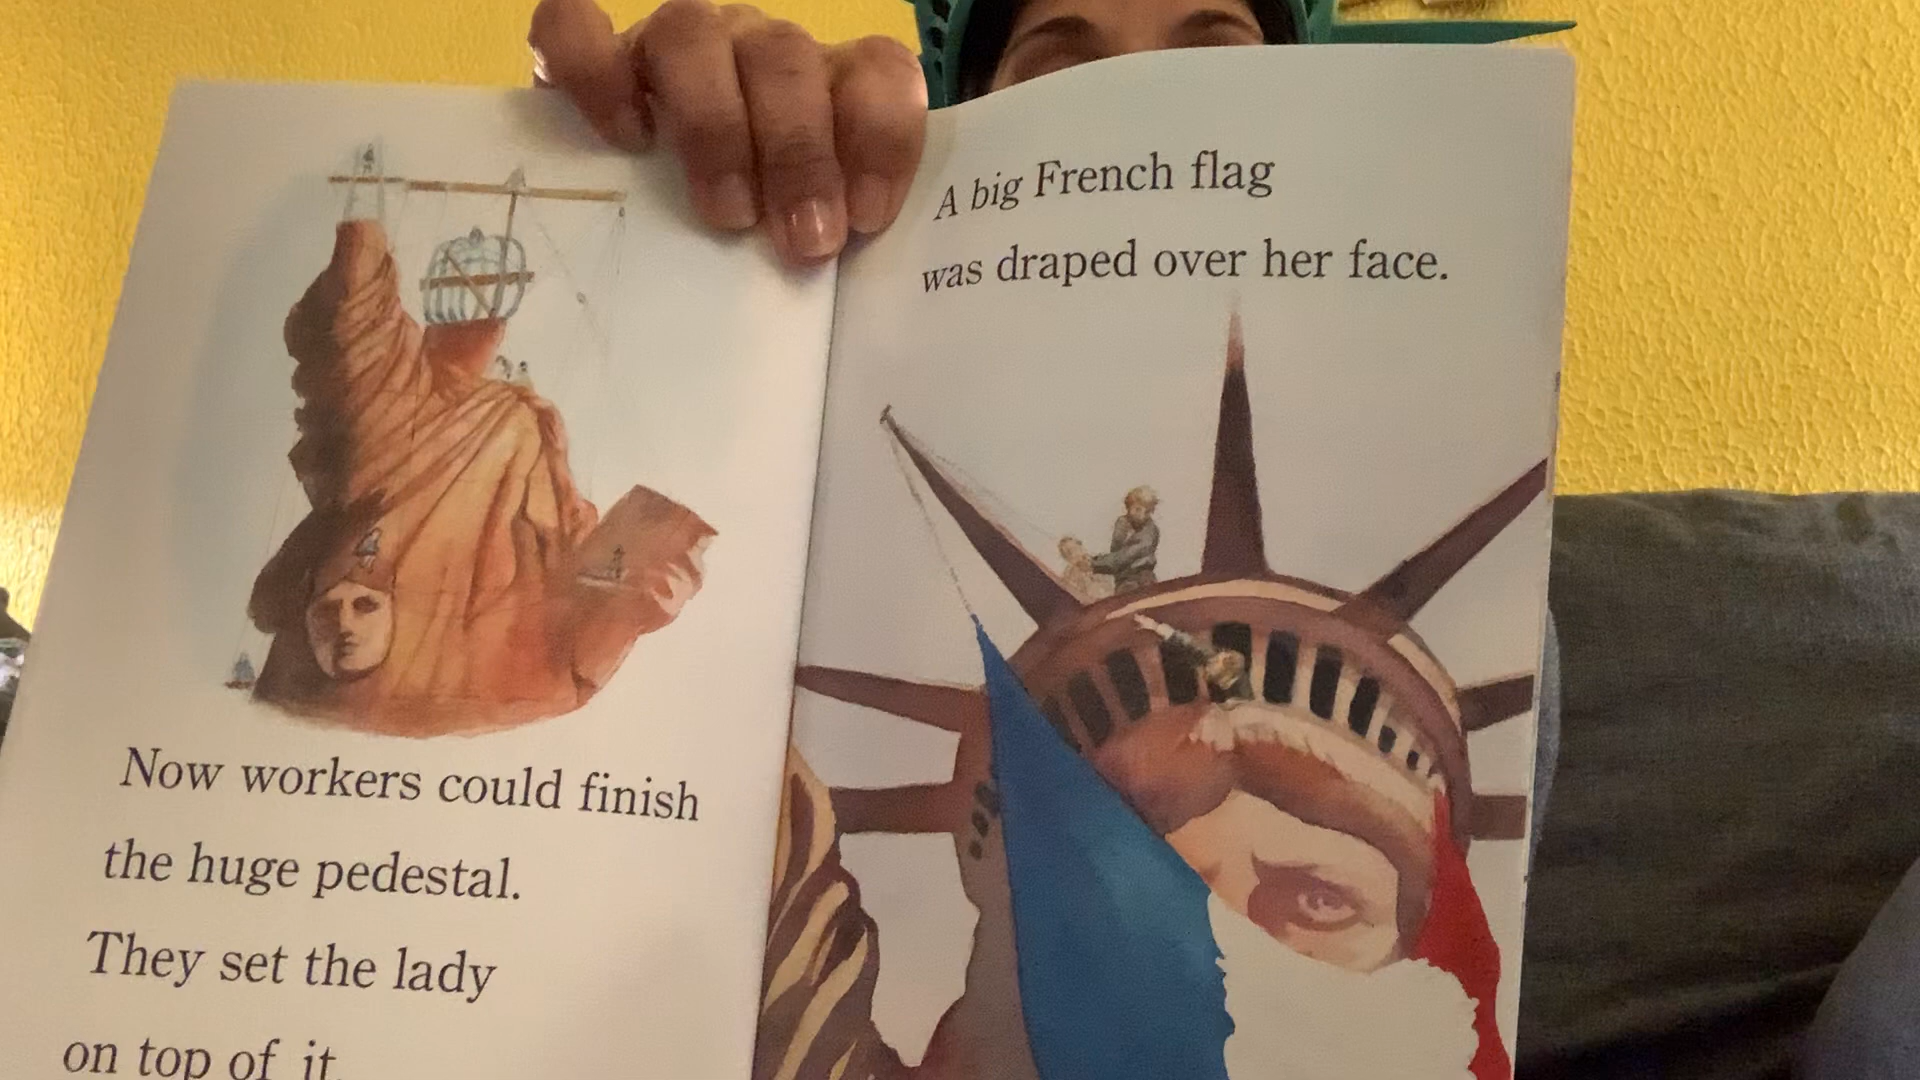 Now workers could finish
the huge pedestal.
They set the lady
on top of it.
A big French flag
was draped over her face.